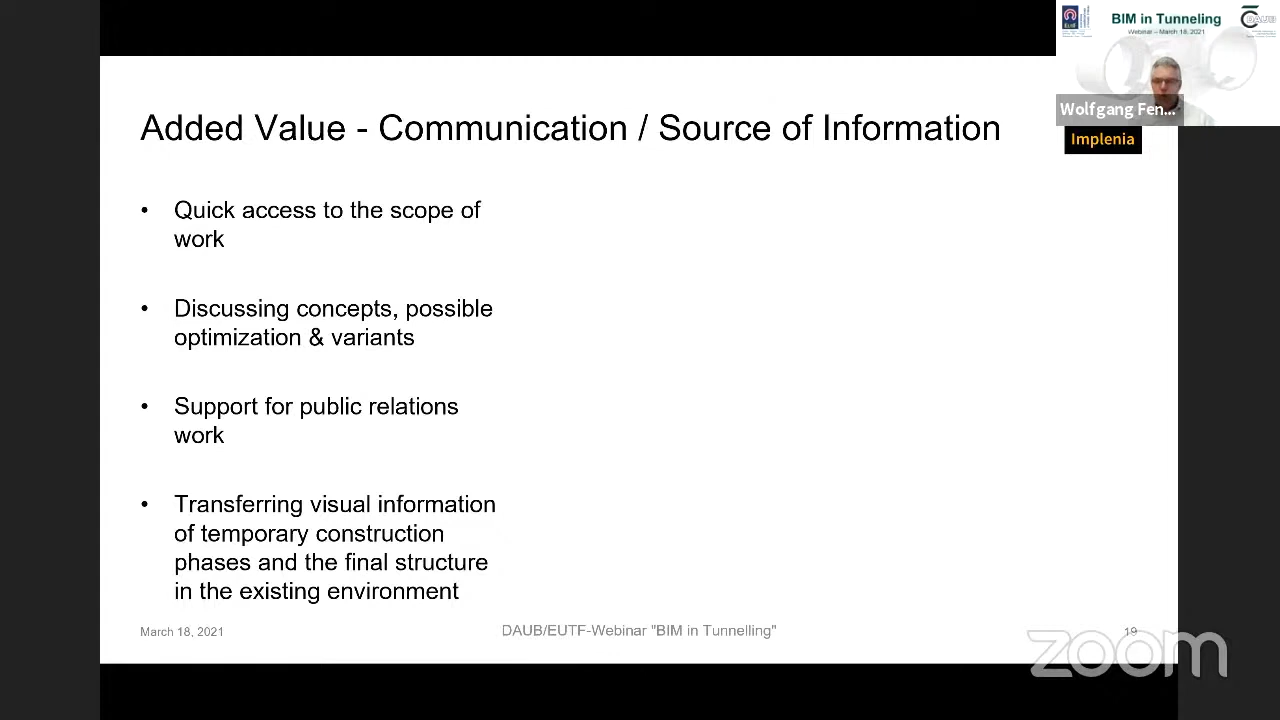 BIM in Tunneling
Webinar – March 18, 2021
DAUB
Wolfgang Fen...
Implenia
Added Value - Communication / Source of Information
• Quick access to the scope of
work
• Discussing concepts, possible
optimization & variants
• Support for public relations
work
• Transferring visual information
of temporary construction
phases and the final structure
in the existing environment
March 18, 2021
DAUB/EUTF-Webinar "BIM in Tunnelling"
19
zoom